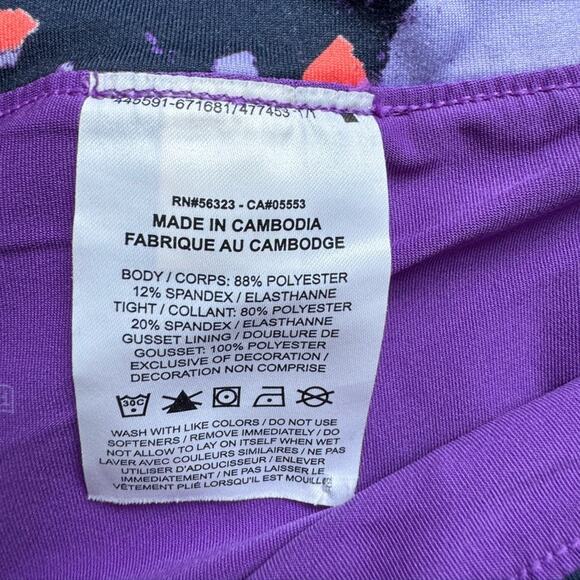 445591-671681/477453
RN#56323 - CA#05553
MADE IN CAMBODIA
FABRIQUE AU CAMBODGE
BODY / CORPS: 88% POLYESTER
12% SPANDEX / ELASTHANNE
TIGHT / COLLANT: 80% POLYESTER
20% SPANDEX / ELASTHANNE
GUSSET LINING / DOUBLURE DE
GOUSSET: 100% POLYESTER
EXCLUSIVE OF DECORATION /
DECORATION NON COMPRISE
30C
WASH WITH LIKE COLORS / DO NOT USE
SOFTENERS / REMOVE IMMEDIATELY / DO
NOT ALLOW TO LAY ON ITSELF WHEN WET
LAVER AVEC COULEURS SIMILAIRES / NE PAS
UTILISER D'ADOUCISSEUR / ENLEVER
IMMEDIATEMENT / NE PAS LAISSER LE
VÊTEMENT PLIÉ LORSQU'IL EST MOUILLÉ